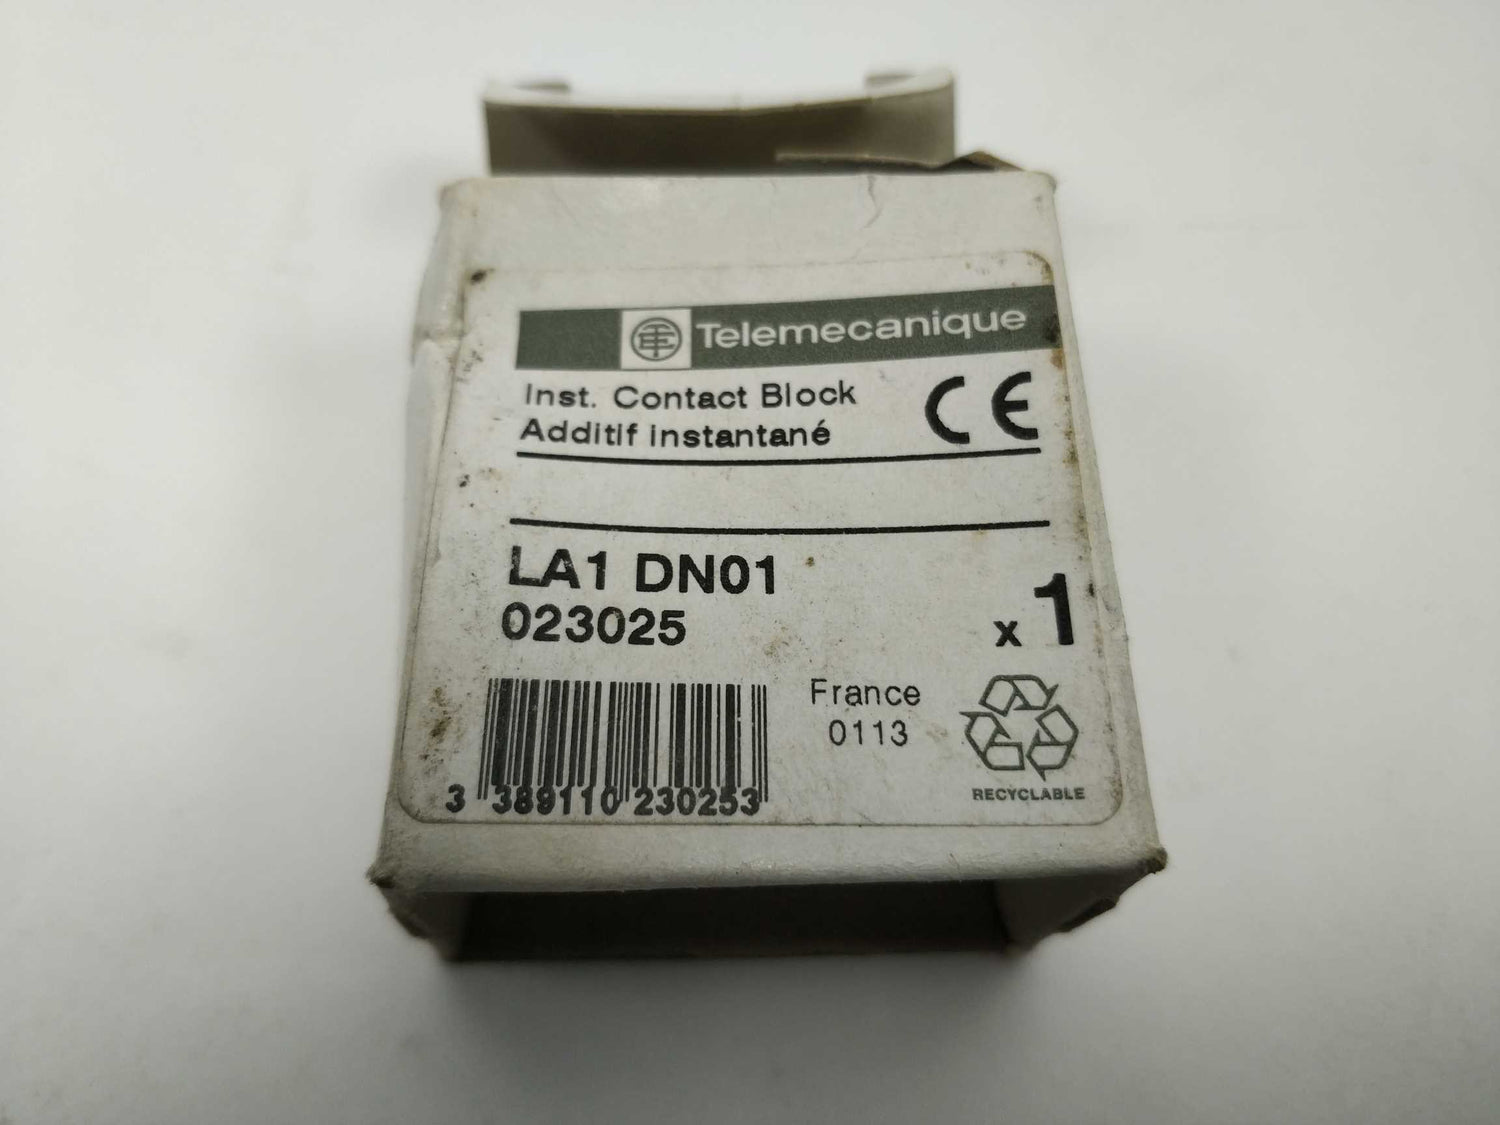 Telemecanique
Inst. Contact Block
Additif instantané
CE
LA1 DN01
023025
x 1
France
0113
RECYCLABLE
3 389110 230253